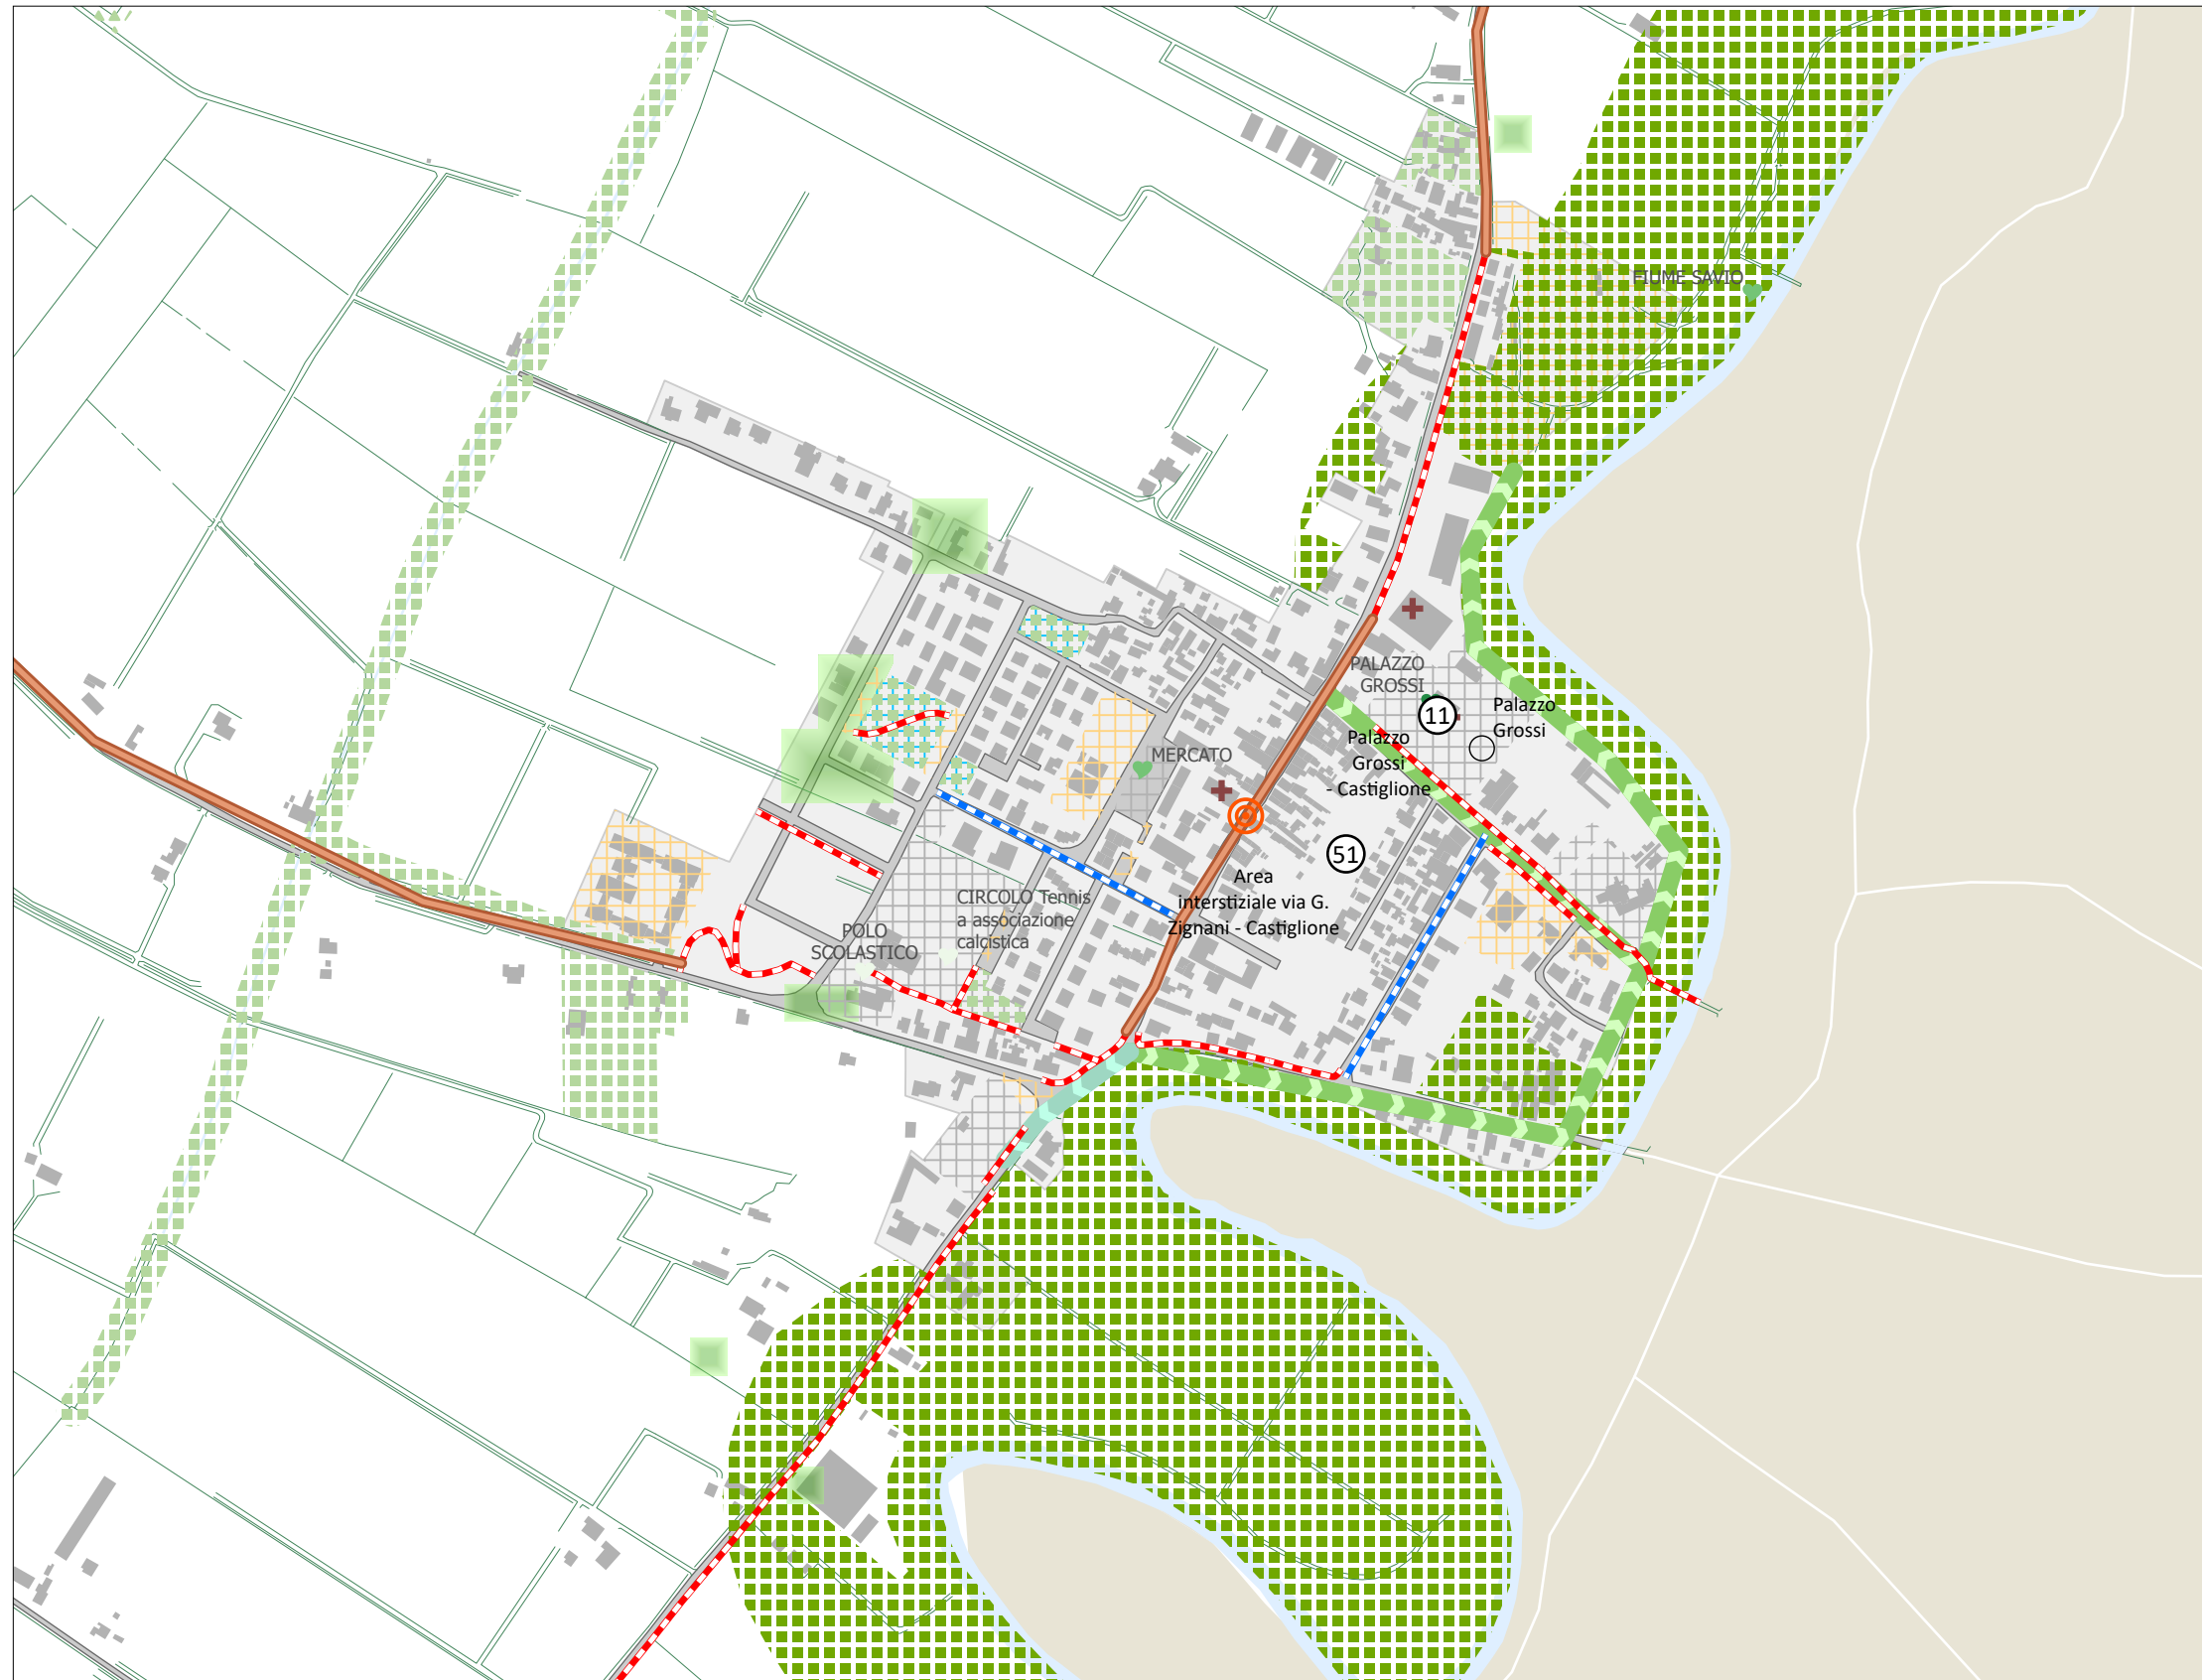 FIUME SAVIO
PALAZZO
GROSSI
11
Palazzo
Grossi
Palazzo
Grossi
- Castiglione
MERCATO
51
Area
interstiziale via G.
Zignani - Castiglione
CIRCOLO Tennis
a associazione
calcistica
POLO
SCOLASTICO